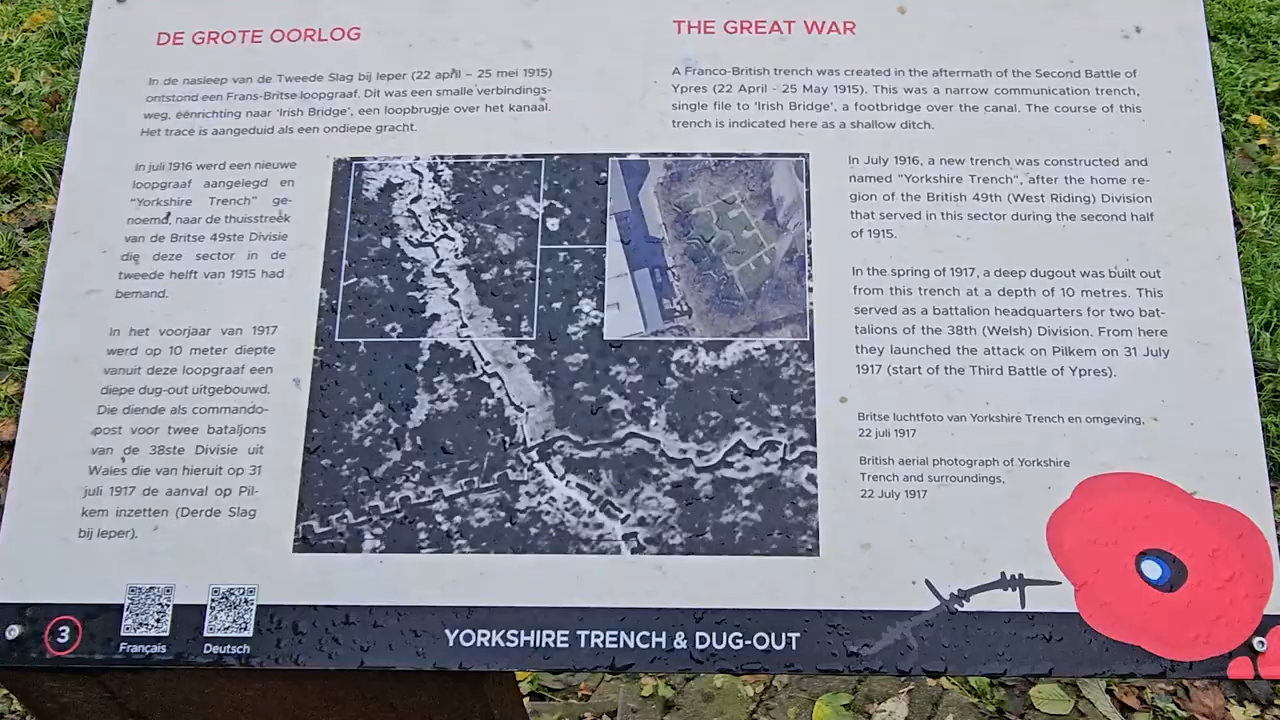 DE GROTE OORLOG
In de nasleep van de Tweede Slag bij Ieper (22 april – 25 mei 1915)
ontstond een Frans-Britse loopgraaf. Dit was een smalle verbindings-
weg, éénrichting naar ‘Irish Bridge’, een loopbrugje over het kanaal.
Het tracé is aangeduid als een ondiepe gracht.
In juli 1916 werd een nieuwe
loopgraaf aangelegd en
“Yorkshire Trench” ge-
noemd, naar de thuisstreek
van de Britse 49ste Divisie
die deze sector in de
tweede helft van 1915 had
bemand.
In het voorjaar van 1917
werd op 10 meter diepte
vanuit deze loopgraaf een
diepe dug-out uitgebouwd.
Die diende als commando-
post voor twee bataljons
van de 38ste Divisie uit
Wales die van hieruit op 31
juli 1917 de aanval op Pil-
kem inzetten (Derde Slag
bij Ieper).
THE GREAT WAR
A Franco-British trench was created in the aftermath of the Second Battle of
Ypres (22 April - 25 May 1915). This was a narrow communication trench,
single file to ‘Irish Bridge’, a footbridge over the canal. The course of this
trench is indicated here as a shallow ditch.
In July 1916, a new trench was constructed and
named "Yorkshire Trench", after the home re-
gion of the British 49th (West Riding) Division
that served in this sector during the second half
of 1915.
In the spring of 1917, a deep dugout was built out
from this trench at a depth of 10 metres. This
served as a battalion headquarters for two bat-
talions of the 38th (Welsh) Division. From here
they launched the attack on Pilkem on 31 July
1917 (start of the Third Battle of Ypres).
Britse luchtfoto van Yorkshire Trench en omgeving,
22 juli 1917
British aerial photograph of Yorkshire
Trench and surroundings,
22 July 1917
3
Français
Deutsch
YORKSHIRE TRENCH & DUG-OUT